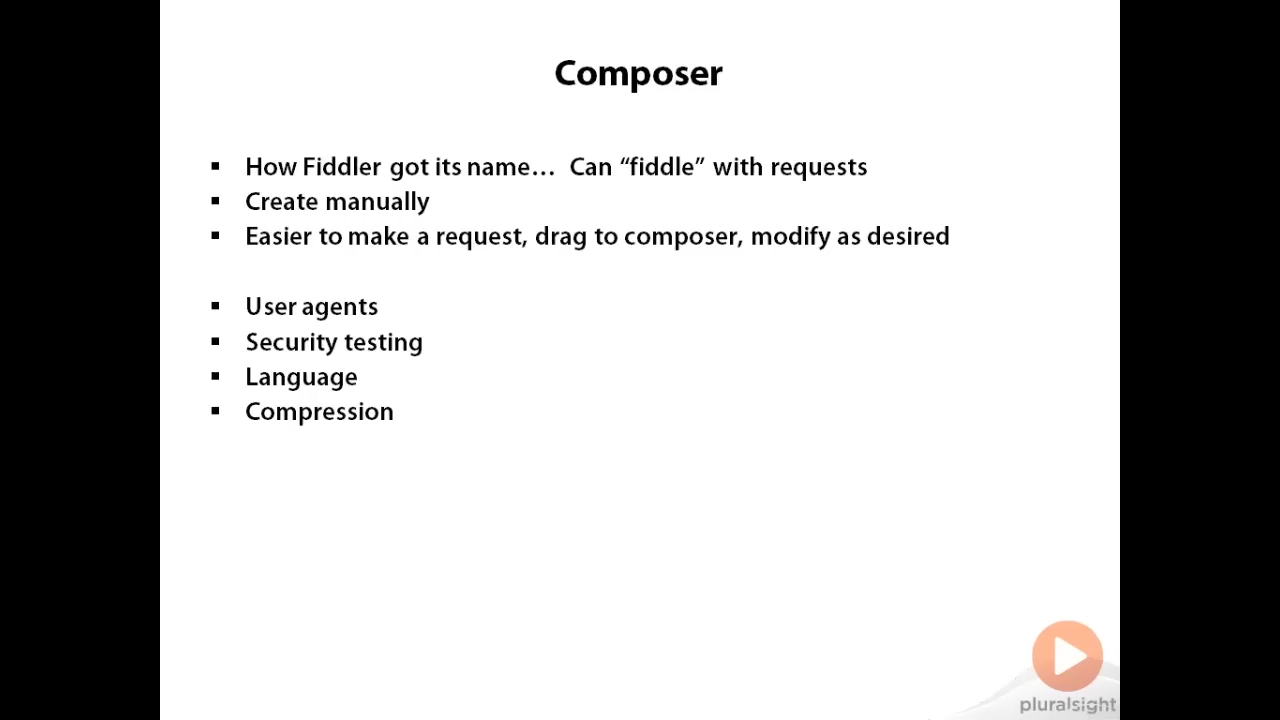 Composer
▪ How Fiddler got its name… Can “fiddle” with requests
▪ Create manually
▪ Easier to make a request, drag to composer, modify as desired
▪ User agents
▪ Security testing
▪ Language
▪ Compression
pluralsight